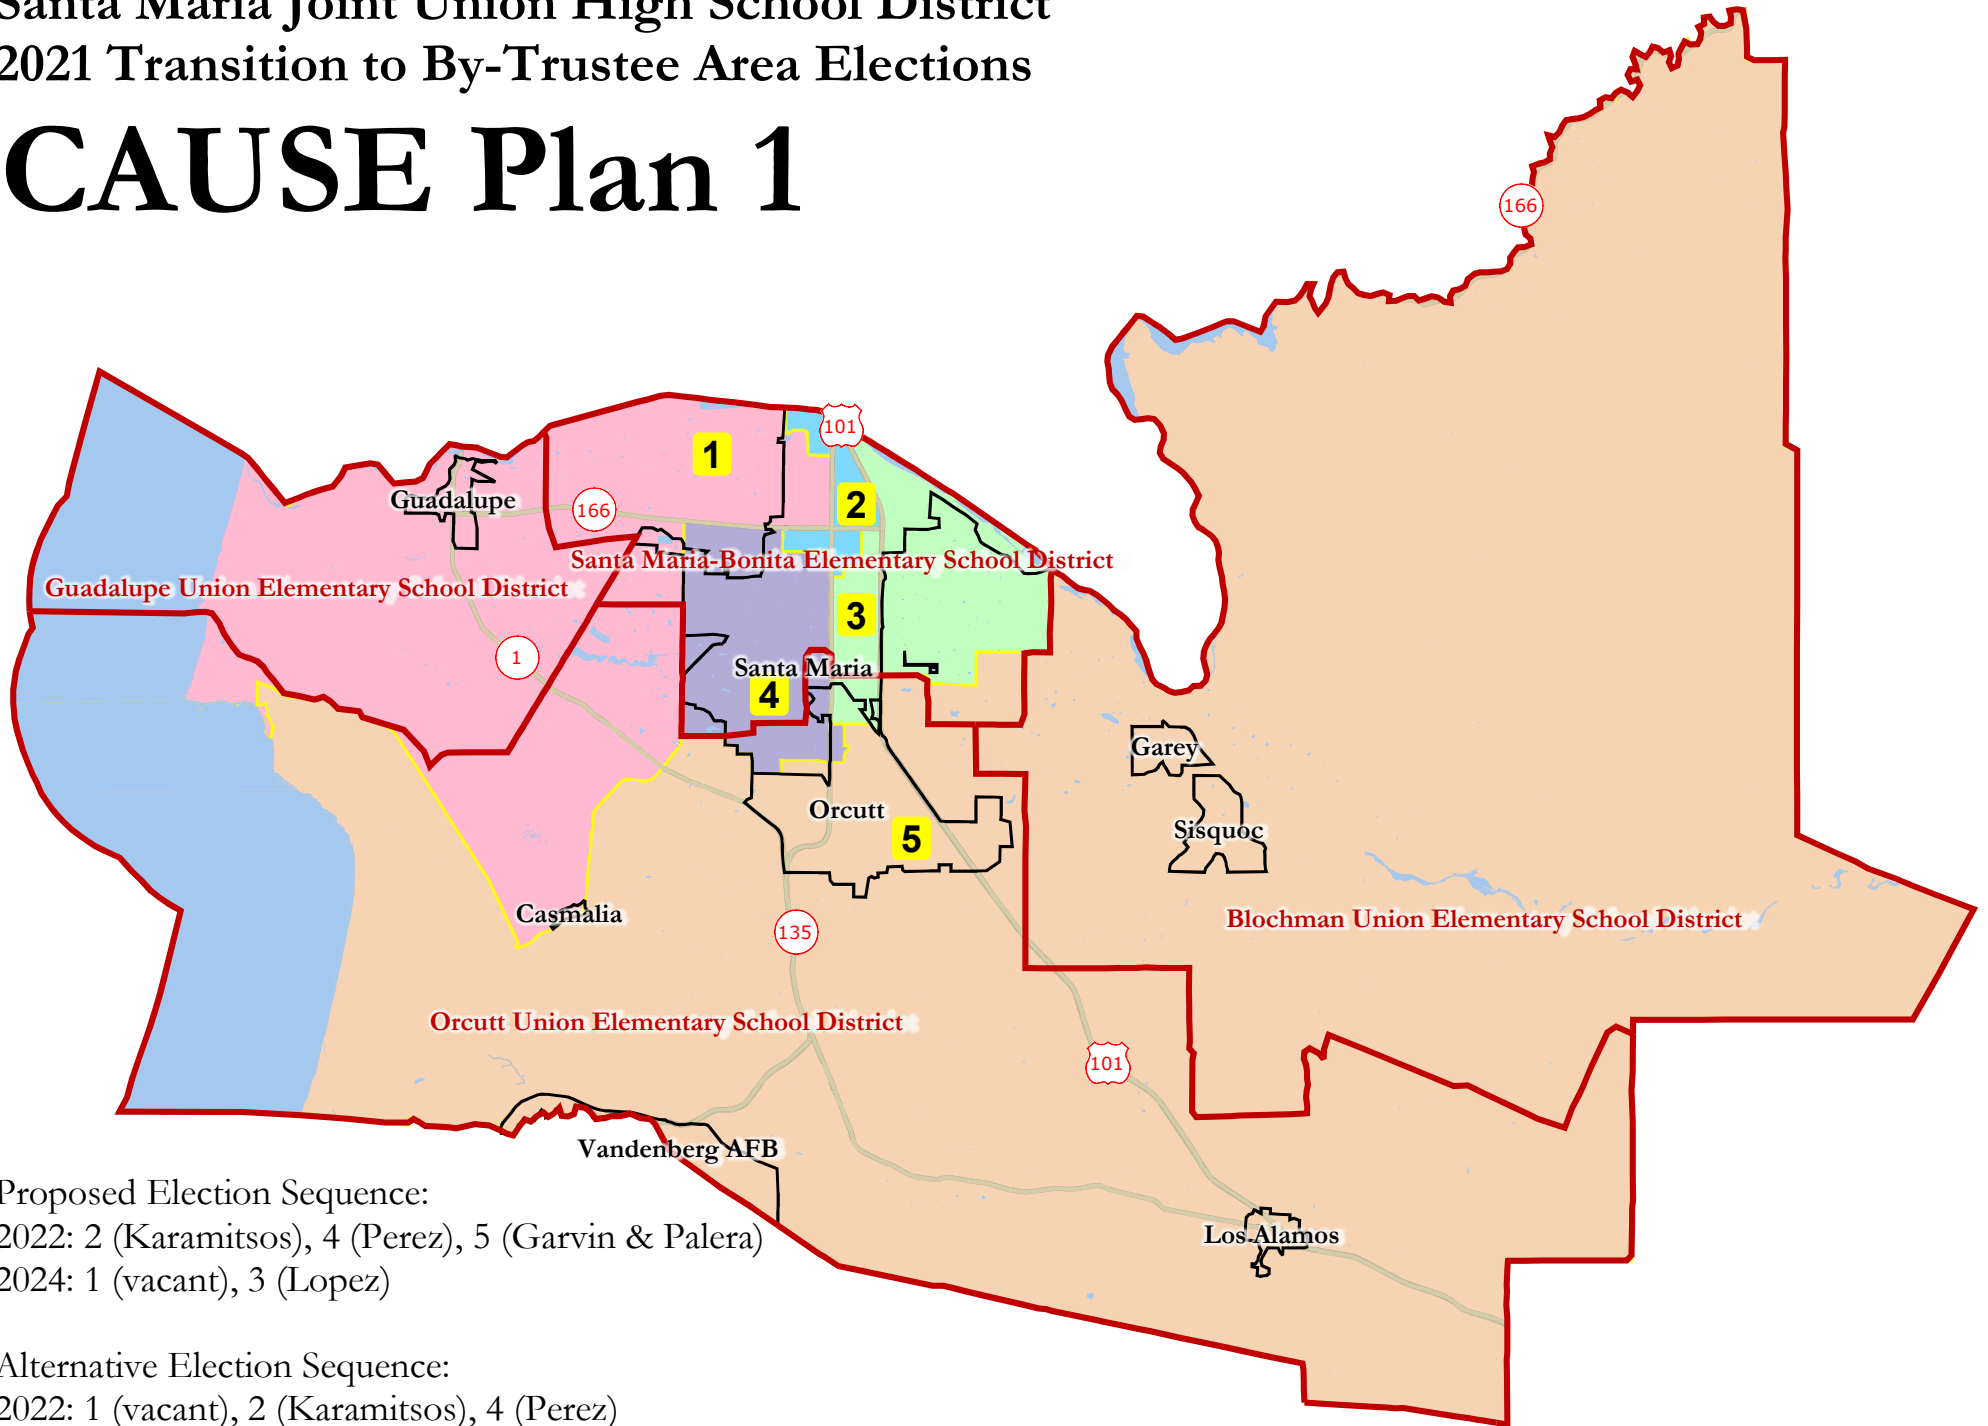 Santa Maria Joint Union High School District
2021 Transition to By-Trustee Area Elections
CAUSE Plan 1
166
101
1
2
Guadalupe
166
Santa Maria-Bonita Elementary School District
Guadalupe Union Elementary School District
3
1
Santa Maria
4
Garey
Orcutt
5
Sisquoc
Casmalia
135
Blochman Union Elementary School District
Orcutt Union Elementary School District
101
Vandenberg AFB
Los Alamos
Proposed Election Sequence:
2022: 2 (Karamitsos), 4 (Perez), 5 (Garvin & Palera)
2024: 1 (vacant), 3 (Lopez)
Alternative Election Sequence:
2022: 1 (vacant), 2 (Karamitsos), 4 (Perez)